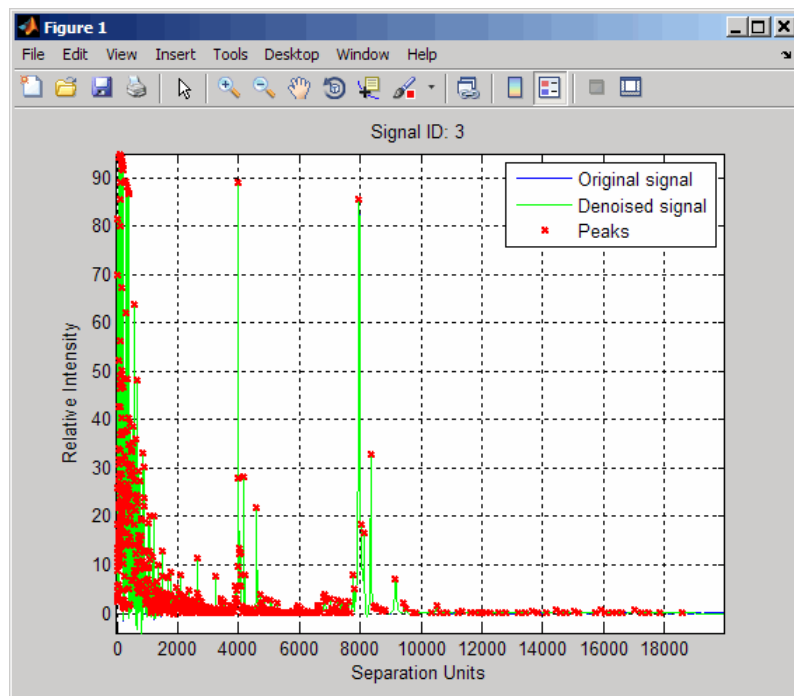 Figure 1
File Edit View Insert Tools Desktop Window Help
Signal ID: 3
Original signal
Denoised signal
Peaks
90
80
70
60
50
40
30
20
10
0
Relative Intensity
0 2000 4000 6000 8000 10000 12000 14000 16000 18000
Separation Units